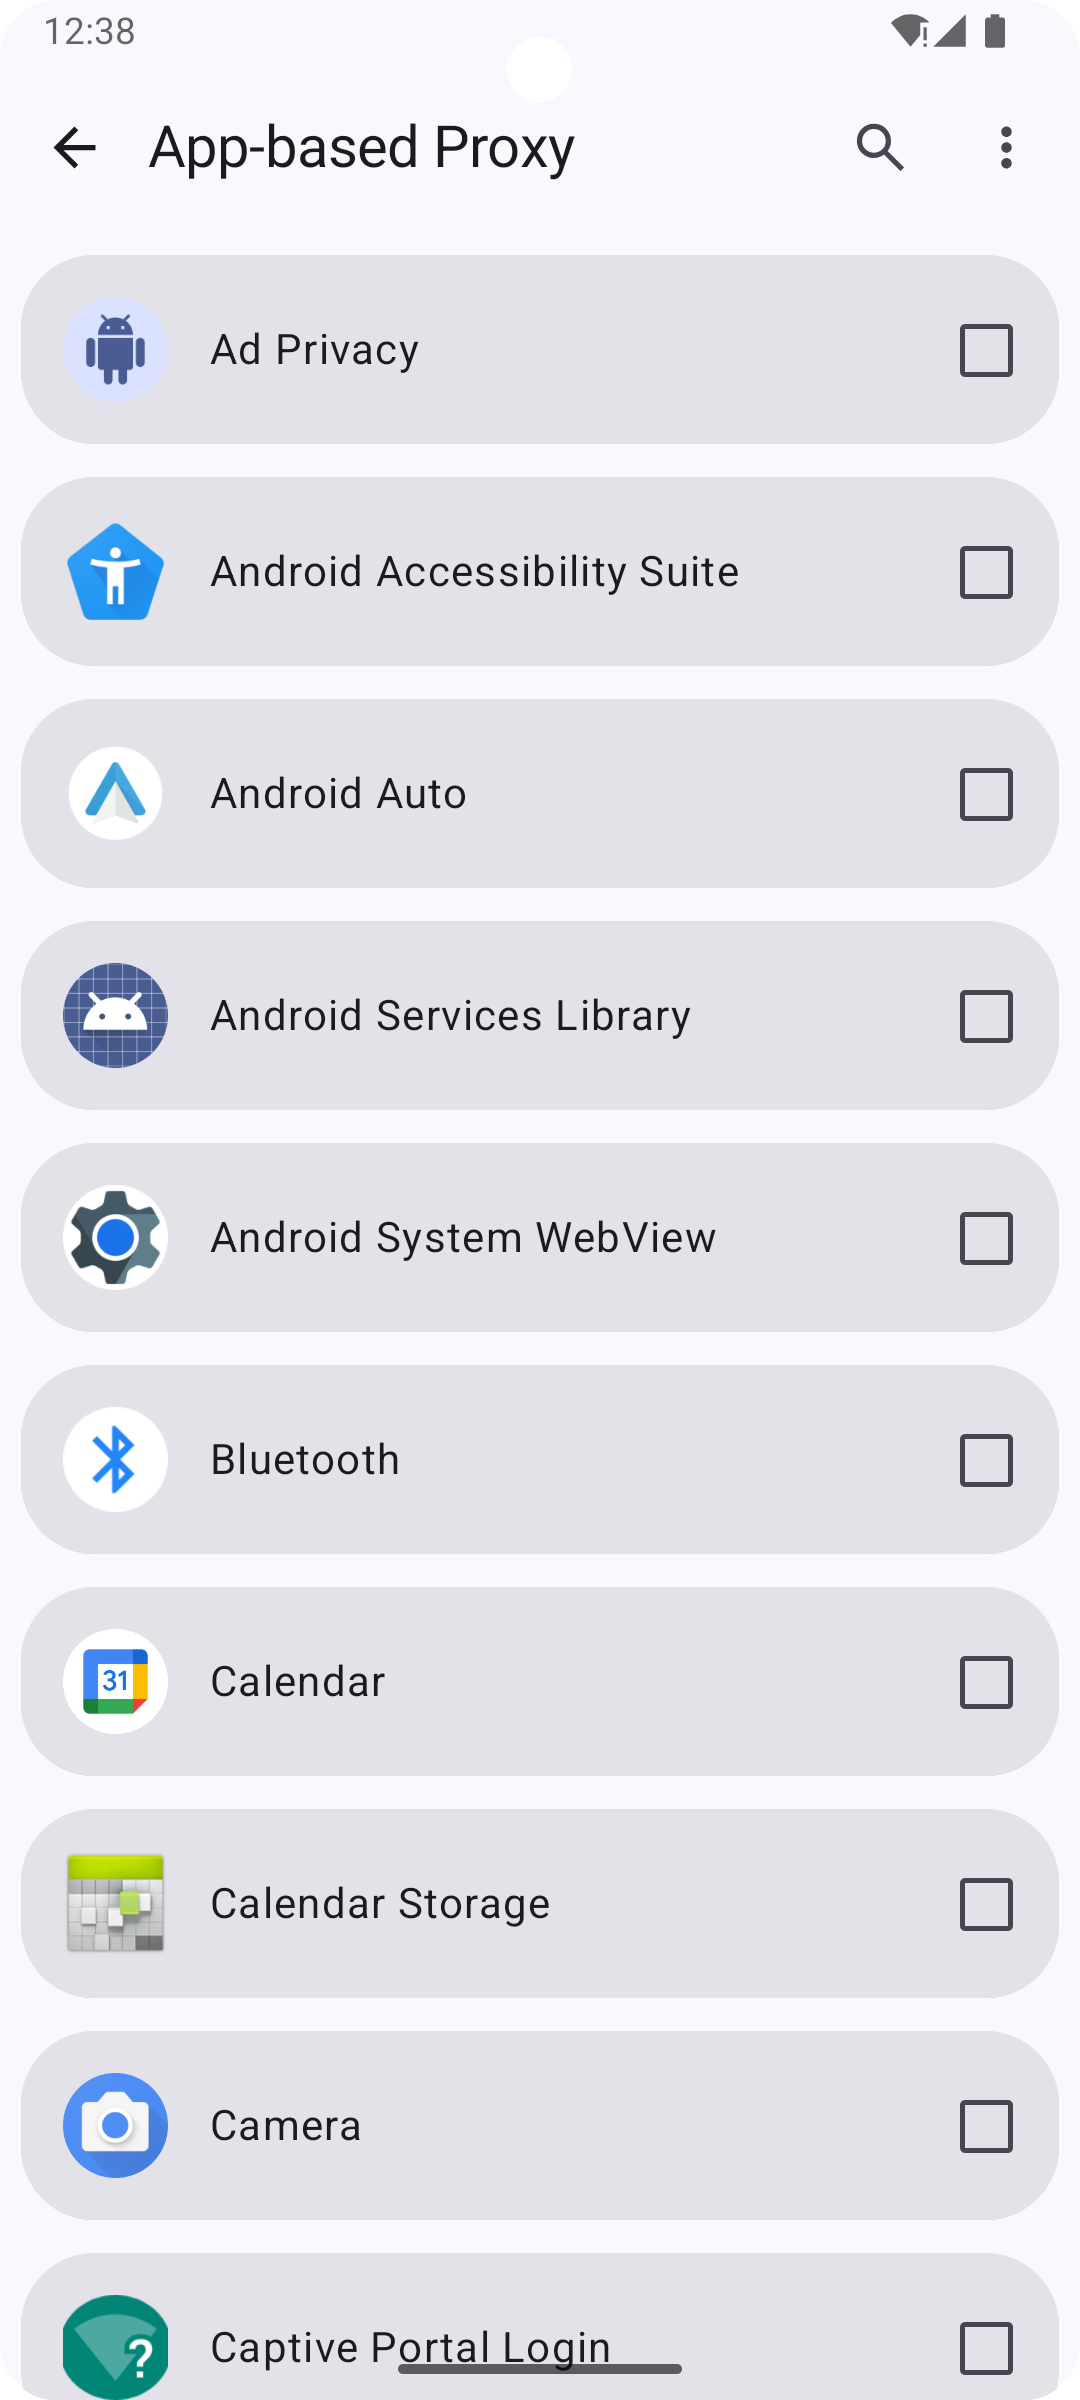 12:38
App-based Proxy
Ad Privacy
Android Accessibility Suite
Android Auto
Android Services Library
Android System WebView
Bluetooth
31
Calendar
Calendar Storage
Camera
?
Captive Portal Login